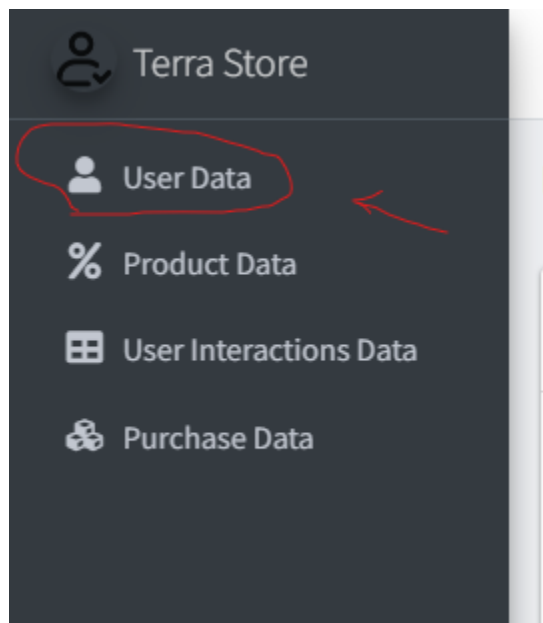 Terra Store
User Data
Product Data
User Interactions Data
Purchase Data